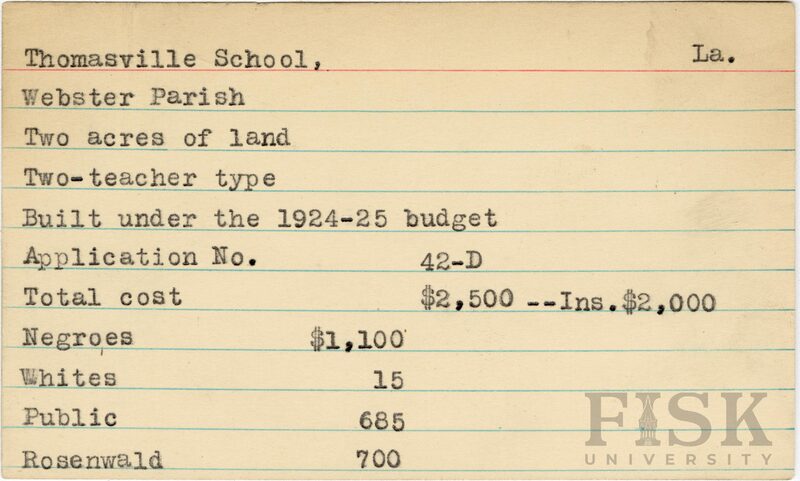 Thomasville School, La.
Webster Parish
Two acres of land
Two-teacher type
Built under the 1924-25 budget
Application No. 42-D
Total cost $2,500 --Ins.$2,000
Negroes $1,100
Whites 15
Public 685
Rosenwald 700
FISK
UNIVERSITY